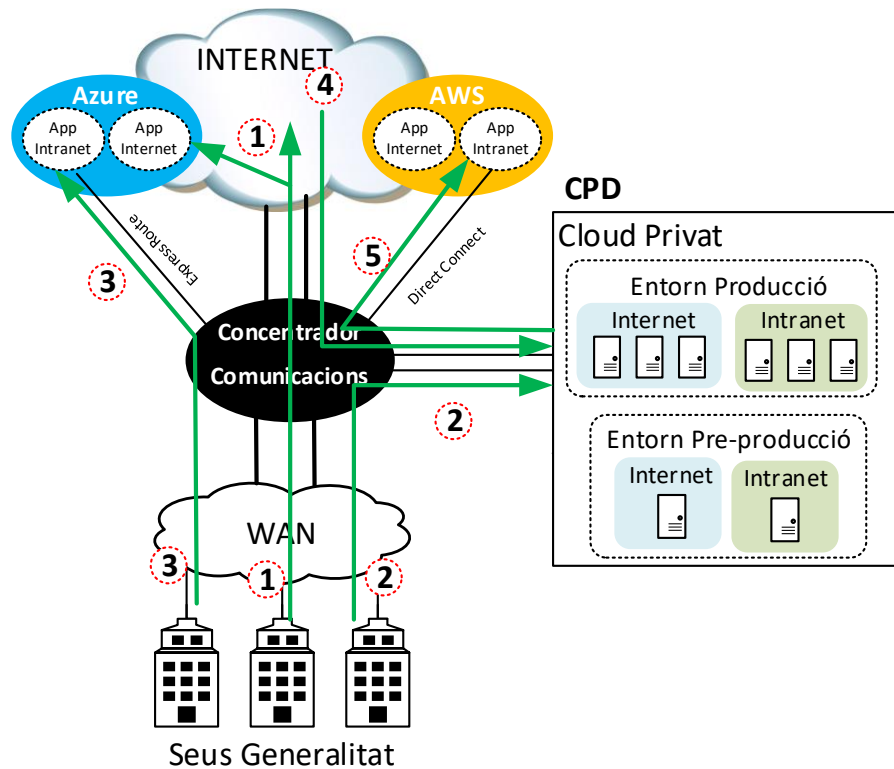 INTERNET
4
Azure
AWS
App
Intranet
App
Internet
1
App
Internet
App
Intranet
CPD
Cloud Privat
Express Route
Direct Connect
5
3
Entorn Producció
Internet
Intranet
Concentrador
Comunicacions
2
Entorn Pre-producció
Internet
Intranet
WAN
3
1
2
Seus Generalitat